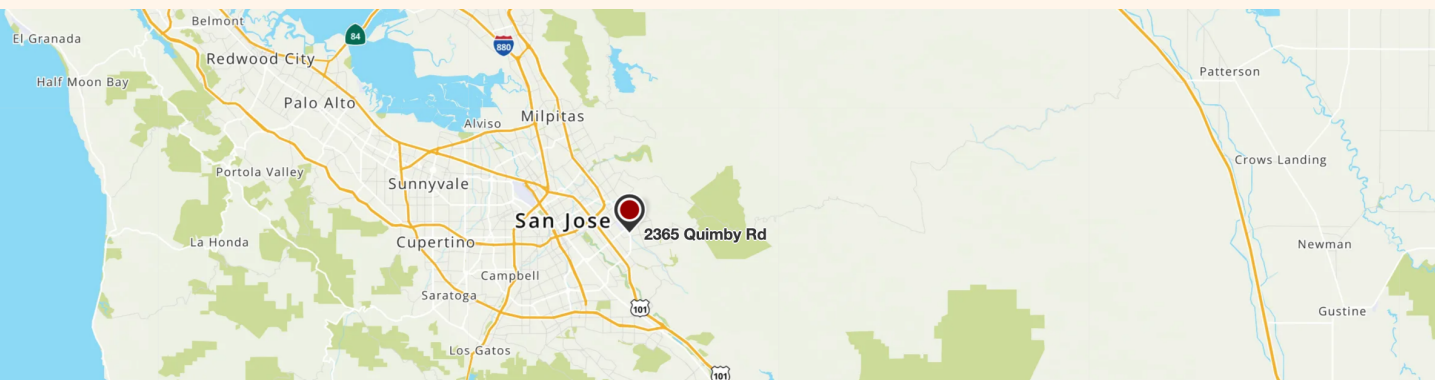 Belmont
El Granada
84
880
Redwood City
Patterson
Half Moon Bay
Palo Alto
Alviso
Milpitas
Crows Landing
Portola Valley
Sunnyvale
San Jose
2365 Quimby Rd
La Honda
Cupertino
Newman
Campbell
Saratoga
101
Gustine
Los Gatos
101